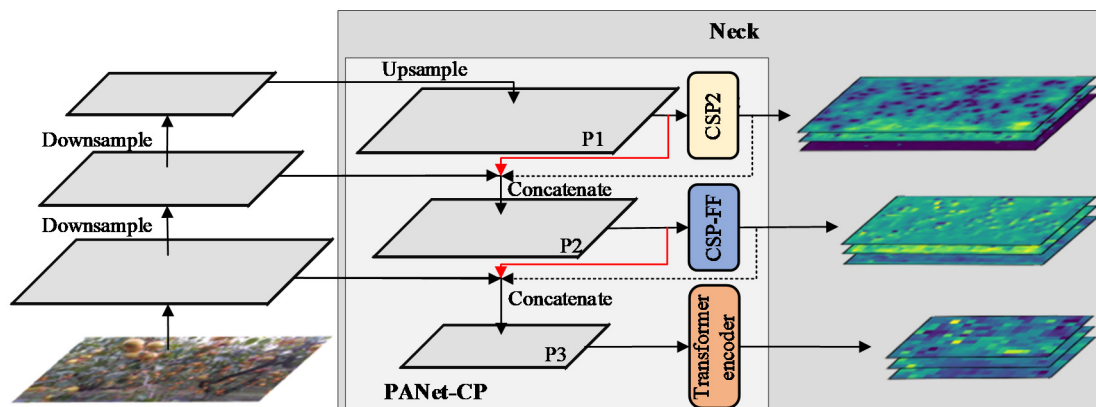 Neck
Upsample
CSP2
P1
Downsample
Concatenate
CSP-FF
P2
Downsample
Concatenate
Transformer
encoder
P3
PANet-CP